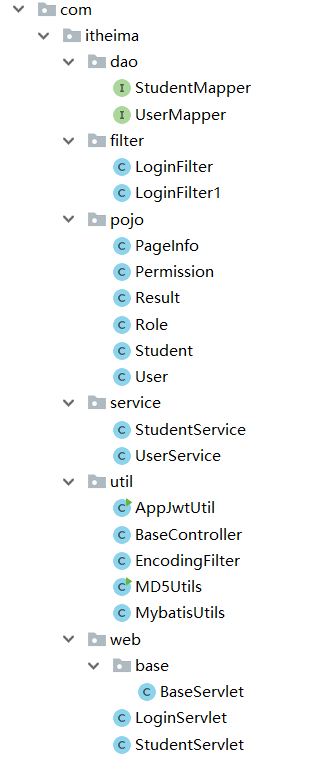 com
itheima
dao
I StudentMapper
I UserMapper
filter
C LoginFilter
C LoginFilter1
pojo
C PageInfo
C Permission
C Result
C Role
C Student
C User
service
C StudentService
C UserService
util
C AppJwtUtil
C BaseController
C EncodingFilter
C MD5Utils
C MybatisUtils
web
base
C BaseServlet
C LoginServlet
C StudentServlet